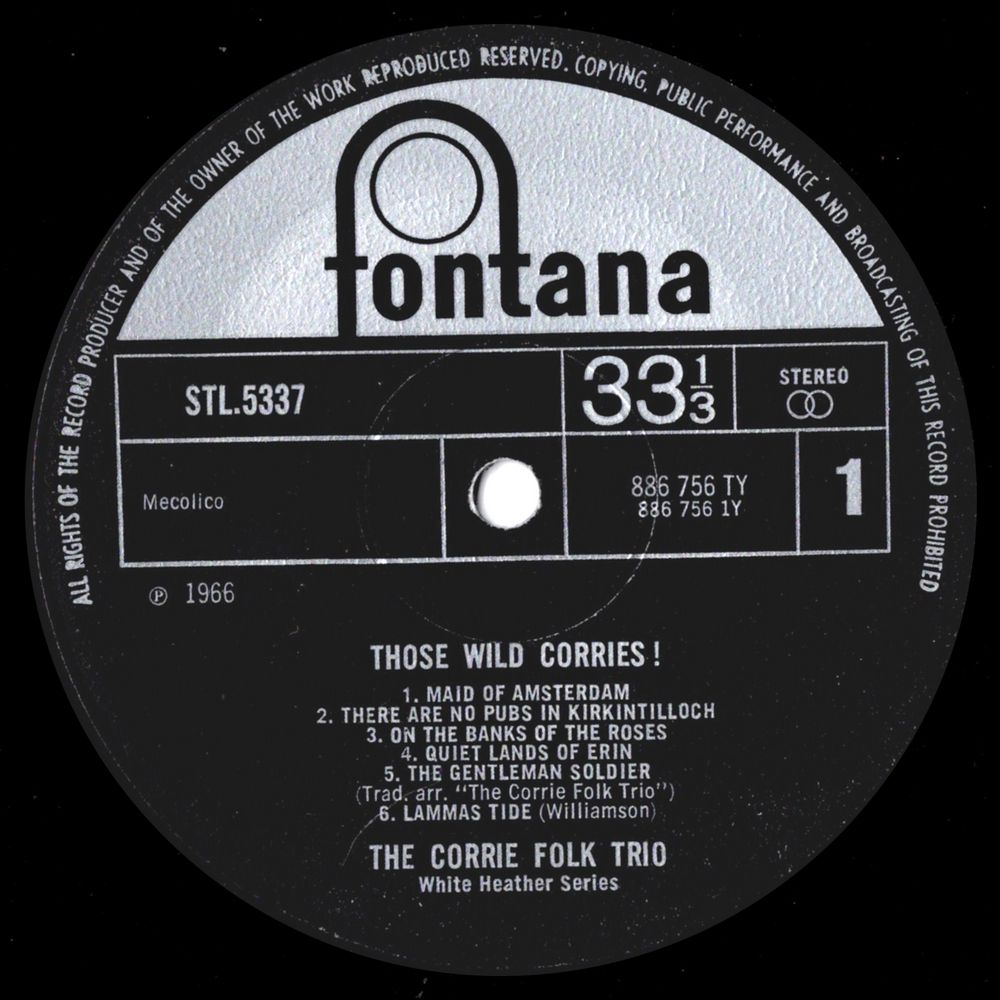 ALL RIGHTS OF THE RECORD PRODUCER AND OF THE OWNER OF THE WORK REPRODUCED RESERVED. COPYING, PUBLIC PERFORMANCE AND BROADCASTING OF THIS RECORD PROHIBITED
fontana
STL.5337
33 1/3
STEREO
Mecolico
886 756 TY
886 756 1Y
1
℗ 1966
THOSE WILD CORRIES!
1. MAID OF AMSTERDAM
2. THERE ARE NO PUBS IN KIRKINTILLOCH
3. ON THE BANKS OF THE ROSES
4. QUIET LANDS OF ERIN
5. THE GENTLEMAN SOLDIER
(Trad. arr. "The Corrie Folk Trio")
6. LAMMAS TIDE (Williamson)
THE CORRIE FOLK TRIO
White Heather Series